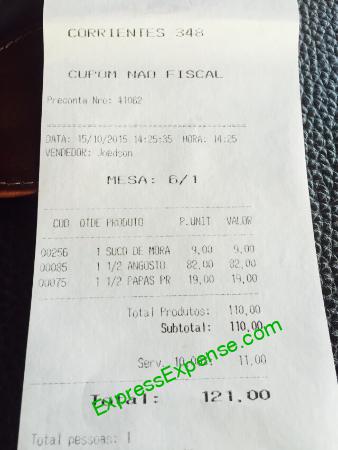 CORRIENTES 348
CUPOM NAO FISCAL
Preconta Nro: 41062
DATA: 15/10/2015 14:25:35 HORA: 14:25
VENDEDOR: Joedson
MESA: 6/1
COD QTDE PRODUTO P.UNIT VALOR
00256 1 SUCO DE MORA 9,00 9,00
00085 1 1/2 ANGOSTO 82,00 82,00
00075 1 1/2 PAPAS PR 19,00 19,00
Total Produtos: 110,00
Subtotal: 110,00
Serv. 11,00
Total: 121,00
Total pessoas: 1
ExpressExpense.com